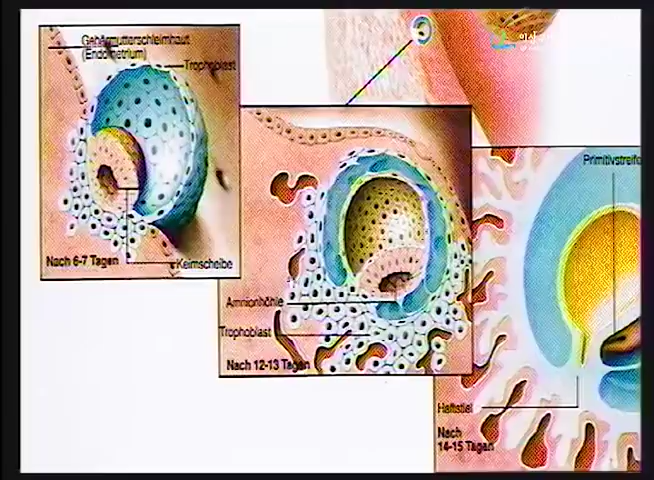 Gebärmutterschleimhaut
(Endometrium)
Trophoblast
Nach 6-7 Tagen
Keimscheibe
Amnionhöhle
Trophoblast
Nach 12-13 Tagen
Primitivstreife
Haftstiel
Nach
14-15 Tagen